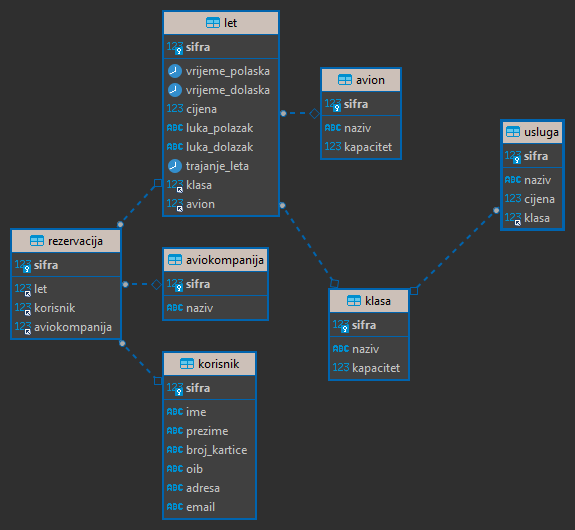 let
123 sifra
vrijeme_polaska
vrijeme_dolaska
123 cijena
ABC luka_polazak
ABC luka_dolazak
trajanje_leta
123 klasa
123 avion
avion
123 sifra
ABC naziv
123 kapacitet
usluga
123 sifra
ABC naziv
123 cijena
123 klasa
rezervacija
123 sifra
123 let
123 korisnik
123 aviokompanija
aviokompanija
123 sifra
ABC naziv
klasa
123 sifra
ABC naziv
123 kapacitet
korisnik
123 sifra
ABC ime
ABC prezime
ABC broj_kartice
ABC oib
ABC adresa
ABC email